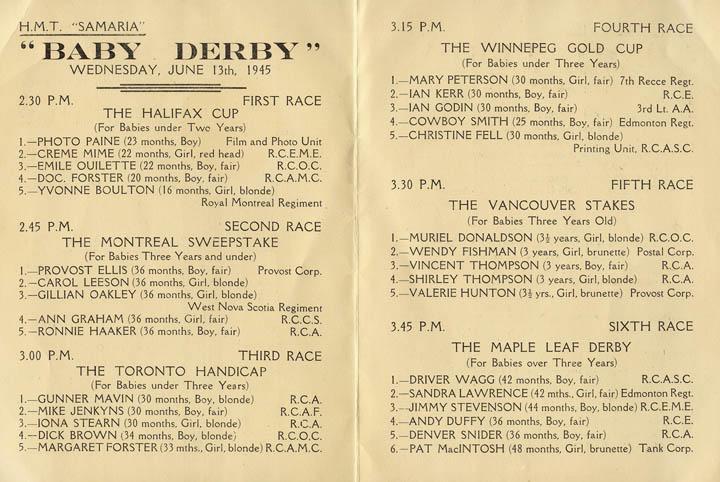 H.M.T. "SAMARIA"
"BABY DERBY"
WEDNESDAY, JUNE 13th, 1945
2.30 P.M. FIRST RACE
THE HALIFAX CUP
(For Babies under Two Years)
1.—PHOTO PAINE (23 months, Boy) Film and Photo Unit
2.—CREME MIME (22 months, Girl, red head) R.C.E.M.E.
3.—EMILE OUILETTE (22 months, Boy, fair) R.C.O.C.
4.—DOC. FORSTER (20 months, Boy, fair) R.C.A.M.C.
5.—YVONNE BOULTON (16 months, Girl, blonde)
Royal Montreal Regiment
2.45 P.M. SECOND RACE
THE MONTREAL SWEEPSTAKE
(For Babies Three Years and under)
1.—PROVOST ELLIS (36 months, Boy, fair) Provost Corp.
2.—CAROL LEESON (36 months, Girl, blonde)
3.—GILLIAN OAKLEY (36 months, Girl, blonde)
West Nova Scotia Regiment
4.—ANN GRAHAM (36 months, Girl, fair) R.C.C.S.
5.—RONNIE HAAKER (36 months, Boy, fair) R.C.A.
3.00 P.M. THIRD RACE
THE TORONTO HANDICAP
(For Babies under Three Years)
1.—GUNNER MAVIN (30 months, Boy, blonde) R.C.A.
2.—MIKE JENKYNS (30 months, Boy, fair) R.C.A.F.
3.—IONA STEARN (30 months, Girl, blonde) R.C.A.
4.—DICK BROWN (34 months, Boy, blonde) R.C.O.C.
5.—MARGARET FORSTER (33 mths., Girl, blonde) R.C.A.M.C.
3.15 P.M. FOURTH RACE
THE WINNEPEG GOLD CUP
(For Babies under Three Years)
1.—MARY PETERSON (30 months, Girl, fair) 7th Recce Regt.
2.—IAN KERR (30 months, Boy, fair) R.C.E.
3.—IAN GODIN (30 months, Boy, fair) 3rd Lt. A.A.
4.—COWBOY SMITH (25 months, Boy, fair) Edmonton Regt.
5.—CHRISTINE FELL (30 months, Girl, blonde)
Printing Unit, R.C.A.S.C.
3.30 P.M. FIFTH RACE
THE VANCOUVER STAKES
(For Babies Three Years Old)
1.—MURIEL DONALDSON (3½ years, Girl, blonde) R.C.O.C.
2.—WENDY FISHMAN (3 years, Girl, brunette) Postal Corp.
3.—VINCENT THOMPSON (3 years, Boy, fair) R.C.A.
4.—SHIRLEY THOMPSON (3 years, Girl, blonde) R.C.A.
5.—VALERIE HUNTON (3½ yrs., Girl, brunette) Provost Corp.
3.45 P.M. SIXTH RACE
THE MAPLE LEAF DERBY
(For Babies over Three Years)
1.—DRIVER WAGG (42 months, Boy, fair) R.C.A.S.C.
2.—SANDRA LAWRENCE (42 mths., Girl, fair) Edmonton Regt.
3.—JIMMY STEVENSON (44 months, Boy, blonde) R.C.E.M.E.
4.—ANDY DUFFY (36 months, Boy, fair) R.C.E.
5.—DENVER SNIDER (36 months, Boy, fair) R.C.A.
6.—PAT MacINTOSH (48 months, Girl, brunette) Tank Corp.